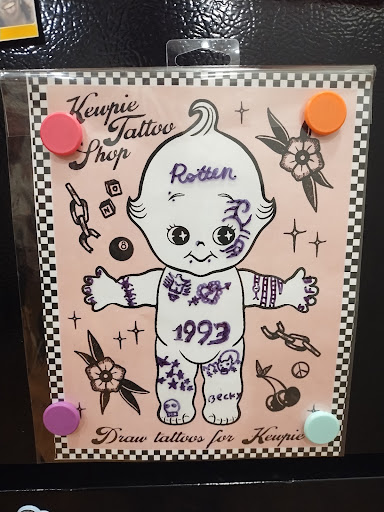 Kewpie
Tattoo
Shop
Rotten
1993
Becky
Draw tattoos for Kewpie